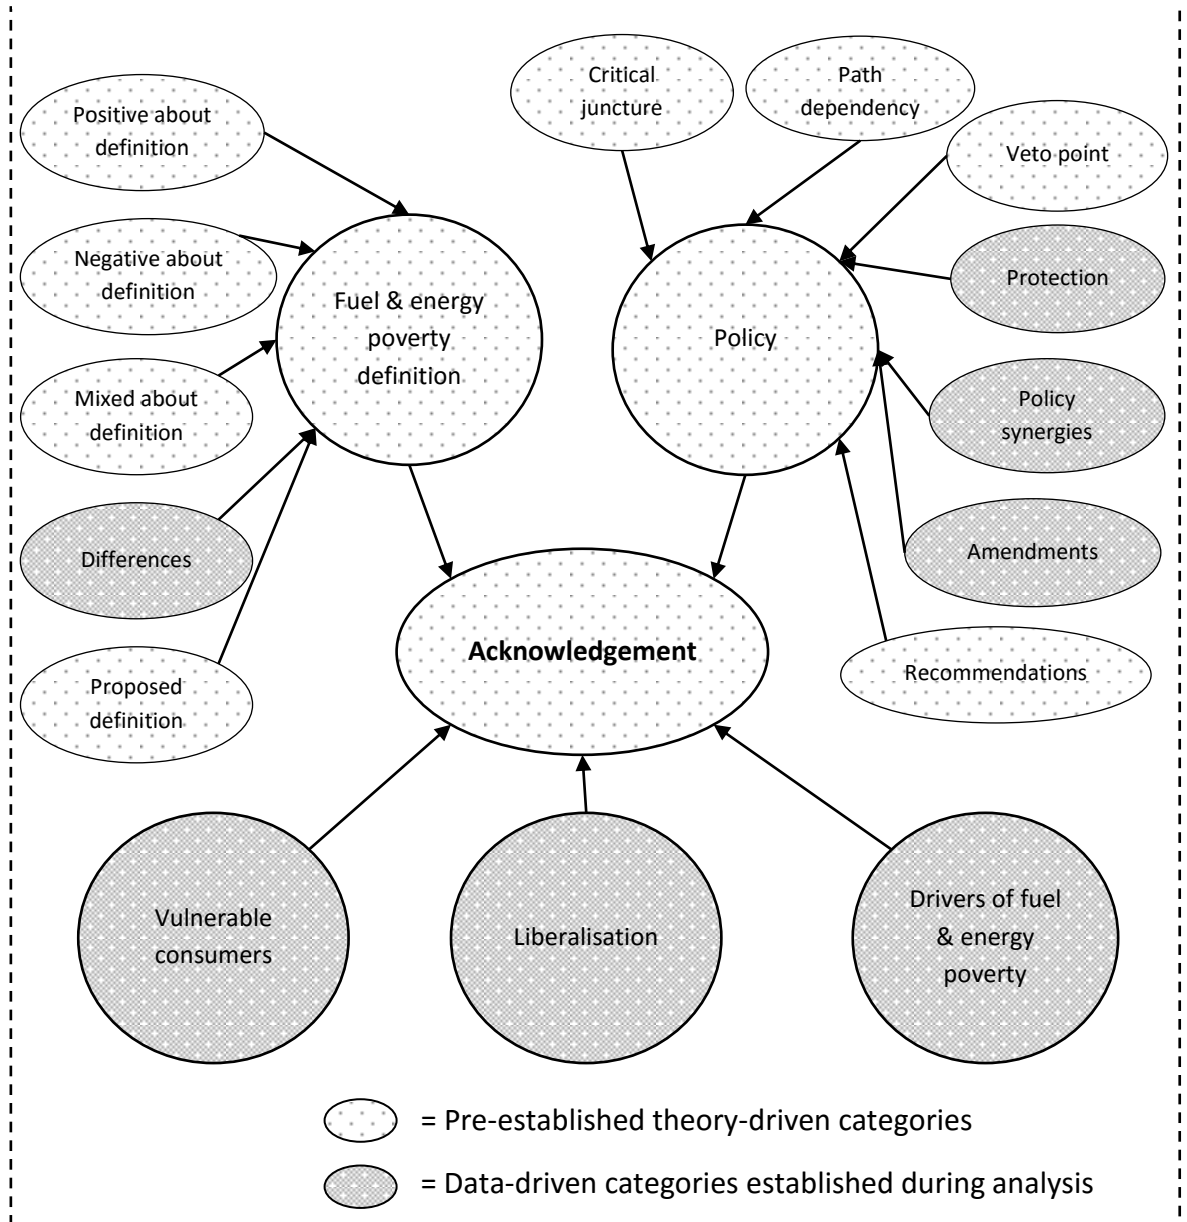 Positive about
definition
Negative about
definition
Mixed about
definition
Differences
Proposed
definition
Fuel & energy
poverty
definition
Critical
juncture
Path
dependency
Veto point
Protection
Policy
synergies
Amendments
Recommendations
Policy
Acknowledgement
Vulnerable
consumers
Liberalisation
Drivers of fuel
& energy
poverty
= Pre-established theory-driven categories
= Data-driven categories established during analysis